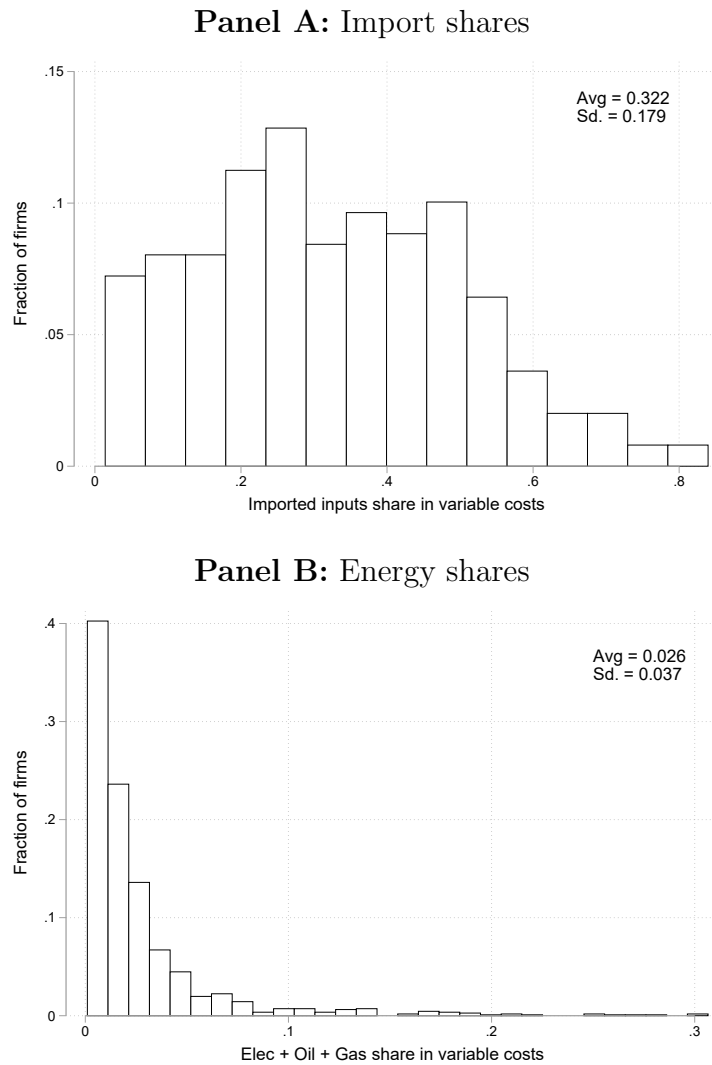 Panel A: Import shares
.15
Avg = 0.322
Sd. = 0.179
.1
Fraction of firms
.05
0
0 .2 .4 .6 .8
Imported inputs share in variable costs
Panel B: Energy shares
.4
Avg = 0.026
Sd. = 0.037
.3
Fraction of firms
.2
.1
0
0 .1 .2 .3
Elec + Oil + Gas share in variable costs